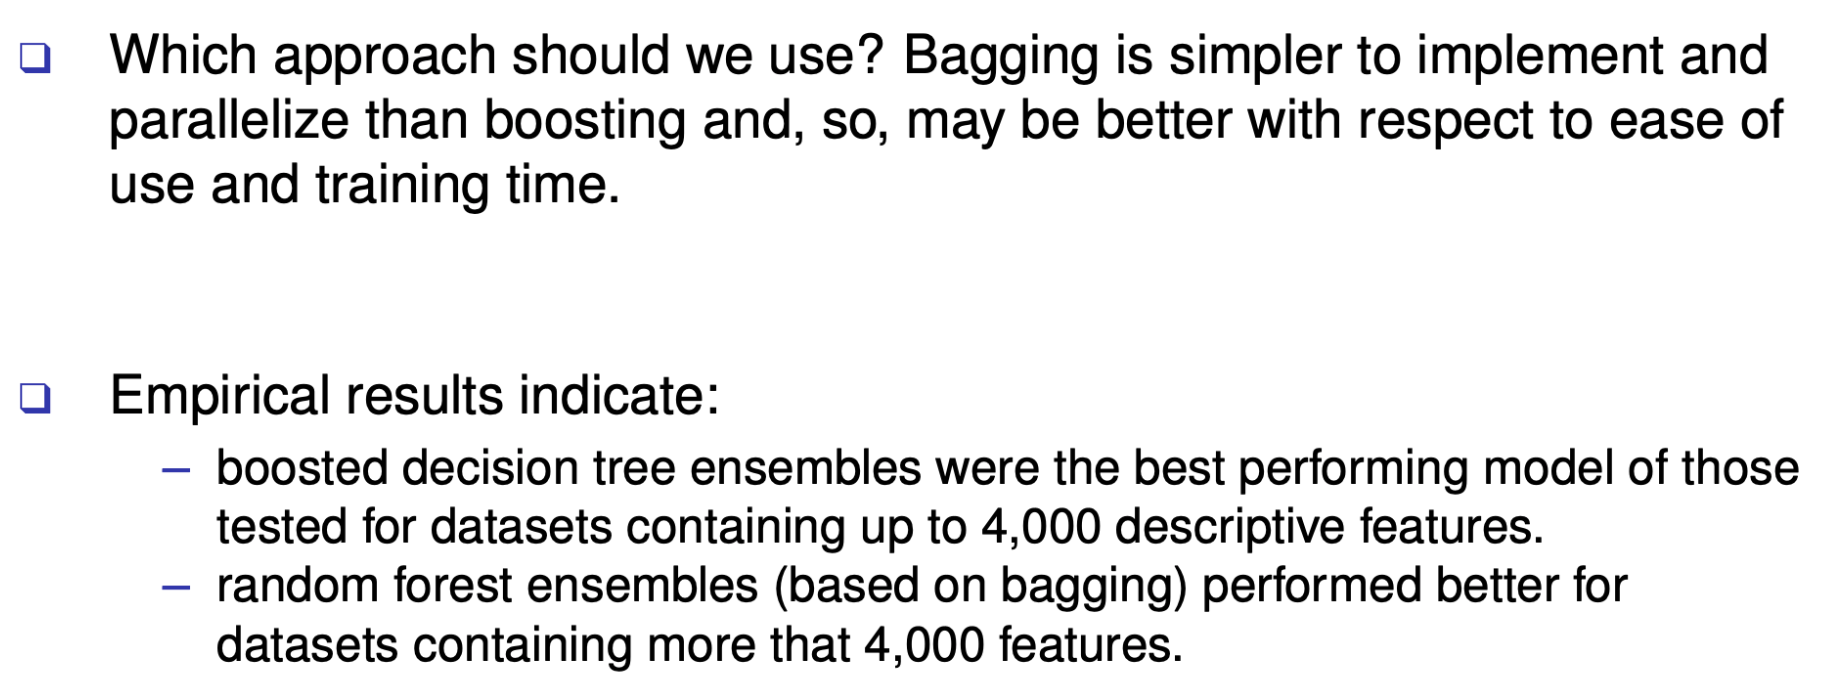 ❑ Which approach should we use? Bagging is simpler to implement and
parallelize than boosting and, so, may be better with respect to ease of
use and training time.
❑ Empirical results indicate:
– boosted decision tree ensembles were the best performing model of those
tested for datasets containing up to 4,000 descriptive features.
– random forest ensembles (based on bagging) performed better for
datasets containing more that 4,000 features.